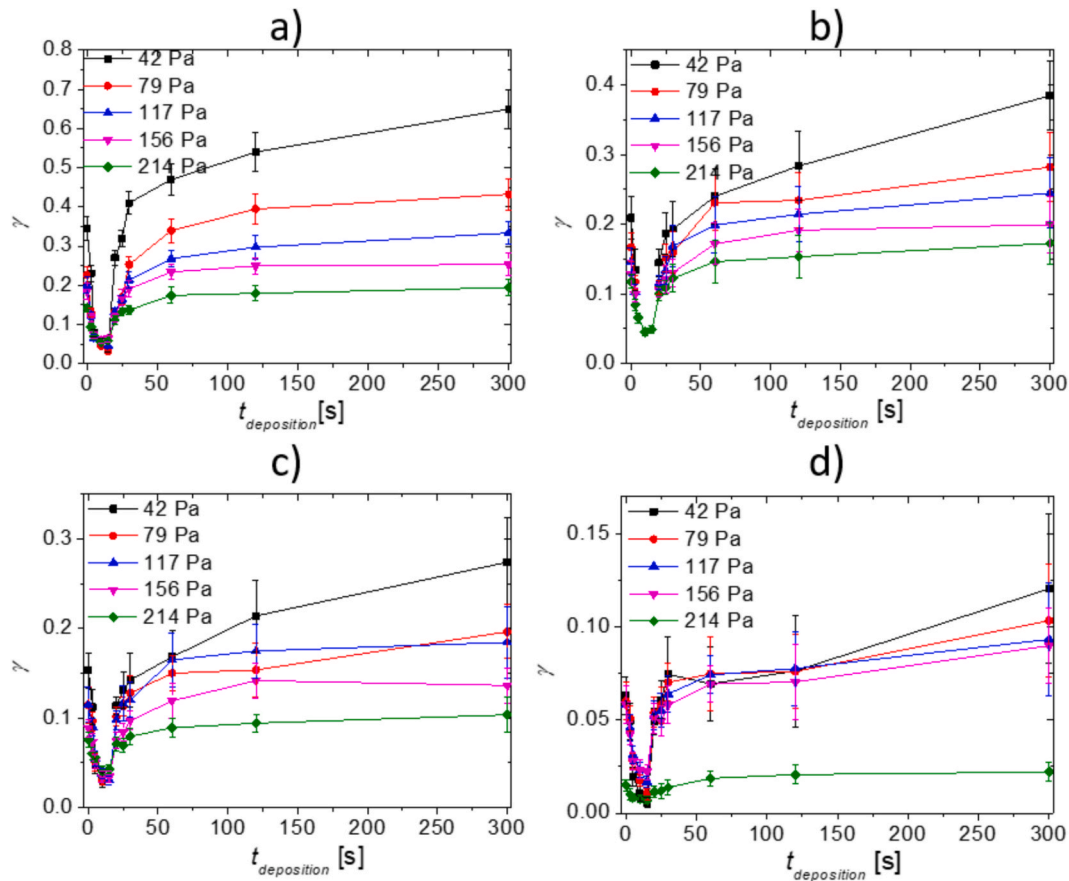 a)
0.8
0.7
0.6
0.5
0.4
0.3
0.2
0.1
0.0
γ
42 Pa
79 Pa
117 Pa
156 Pa
214 Pa
0 50 100 150 200 250 300
t deposition [s]
b)
0.4
0.3
0.2
0.1
0.0
γ
42 Pa
79 Pa
117 Pa
156 Pa
214 Pa
0 50 100 150 200 250 300
t deposition [s]
c)
0.3
0.2
0.1
0.0
γ
42 Pa
79 Pa
117 Pa
156 Pa
214 Pa
0 50 100 150 200 250 300
t deposition [s]
d)
0.15
0.10
0.05
0.00
γ
42 Pa
79 Pa
117 Pa
156 Pa
214 Pa
0 50 100 150 200 250 300
t deposition [s]